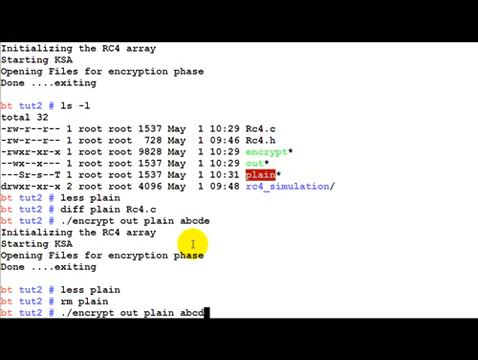 Initializing the RC4 array
Starting KSA
Opening Files for encryption phase
Done ....exiting
bt tut2 # ls -l
total 32
-rw-r--r-- 1 root root 1537 May  1 10:29 Rc4.c
-rw-r--r-- 1 root root  728 May  1 09:46 Rc4.h
-rwxr-xr-x 1 root root 9828 May  1 10:29 encrypt*
--wx--x--- 1 root root 1537 May  1 10:29 out*
---Sr-s--T 1 root root 1537 May  1 10:31 plain*
drwxr-xr-x 2 root root 4096 May  1 09:48 rc4_simulation/
bt tut2 # less plain
bt tut2 # diff plain Rc4.c
bt tut2 # ./encrypt out plain abcde
Initializing the RC4 array
Starting KSA
Opening Files for encryption phase
Done ....exiting
bt tut2 # less plain
bt tut2 # rm plain
bt tut2 # ./encrypt out plain abcd